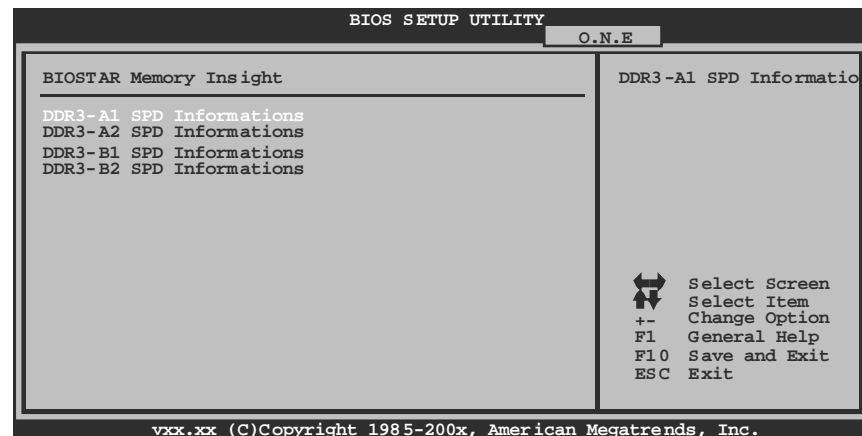 BIOS SETUP UTILITY
O.N.E
BIOSTAR Memory Insight
DDR3-A1 SPD Informations
DDR3-A2 SPD Informations
DDR3-B1 SPD Informations
DDR3-B2 SPD Informations
DDR3-A1 SPD Informatio
Select Screen
Select Item
+- Change Option
F1 General Help
F10 Save and Exit
ESC Exit
vxx.xx (C)Copyright 1985-200x, American Megatrends, Inc.